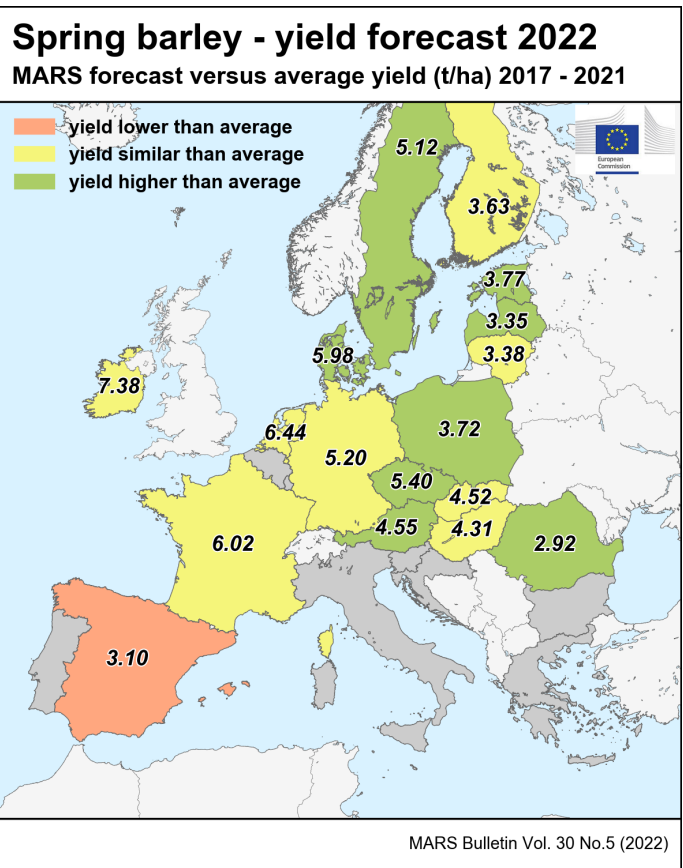 Spring barley - yield forecast 2022
MARS forecast versus average yield (t/ha) 2017 - 2021
yield lower than average
yield similar than average
yield higher than average
European
Commission
5.12
3.63
3.77
3.35
3.38
5.98
7.38
6.44
5.20
3.72
5.40
4.52
4.55
4.31
6.02
2.92
3.10
MARS Bulletin Vol. 30 No.5 (2022)